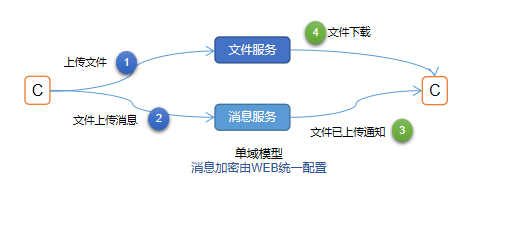 文件服务
4 文件下载
上传文件 1
C
C
文件上传消息 2
消息服务
文件已上传通知 3
单域模型
消息加密由WEB统一配置